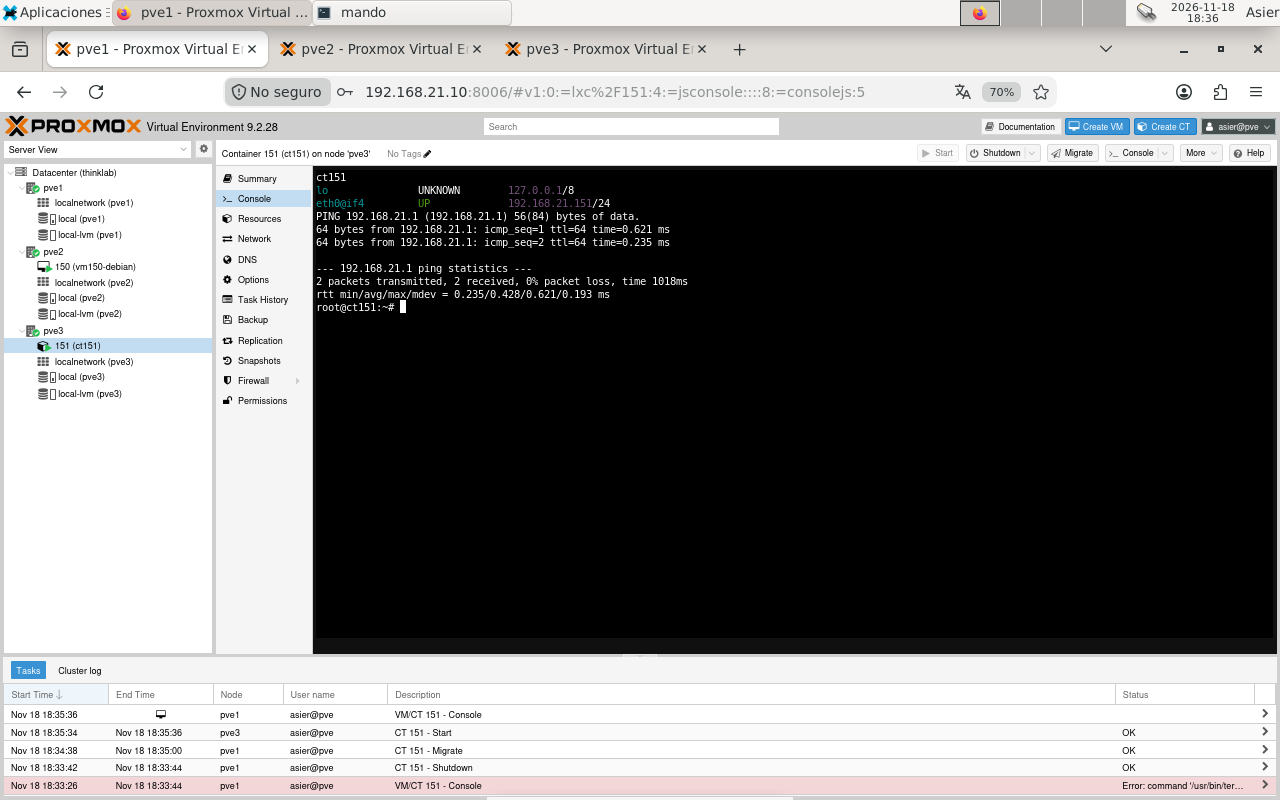 Aplicaciones
pve1 - Proxmox Virtual ...
mando
2026-11-18
18:36
Asier
pve1 - Proxmox Virtual E
pve2 - Proxmox Virtual E
pve3 - Proxmox Virtual E
No seguro
192.168.21.10:8006/#v1:0:=lxc%2F151:4:=jsconsole::::8:=consolejs:5
70%
PROXMOX Virtual Environment 9.2.28
Search
Documentation
Create VM
Create CT
asier@pve
Server View
Container 151 (ct151) on node 'pve3'
No Tags
Start
Shutdown
Migrate
Console
More
Help
Datacenter (thinklab)
pve1
localnetwork (pve1)
local (pve1)
local-lvm (pve1)
pve2
150 (vm150-debian)
localnetwork (pve2)
local (pve2)
local-lvm (pve2)
pve3
151 (ct151)
localnetwork (pve3)
local (pve3)
local-lvm (pve3)
Summary
Console
Resources
Network
DNS
Options
Task History
Backup
Replication
Snapshots
Firewall
Permissions
ct151
lo UNKNOWN 127.0.0.1/8
eth0@if4 UP 192.168.21.151/24
PING 192.168.21.1 (192.168.21.1) 56(84) bytes of data.
64 bytes from 192.168.21.1: icmp_seq=1 ttl=64 time=0.621 ms
64 bytes from 192.168.21.1: icmp_seq=2 ttl=64 time=0.235 ms
--- 192.168.21.1 ping statistics ---
2 packets transmitted, 2 received, 0% packet loss, time 1018ms
rtt min/avg/max/mdev = 0.235/0.428/0.621/0.193 ms
root@ct151:~#
Tasks
Cluster log
Start Time End Time Node User name Description Status
Nov 18 18:35:36 pve1 asier@pve VM/CT 151 - Console
Nov 18 18:35:34 Nov 18 18:35:36 pve3 asier@pve CT 151 - Start OK
Nov 18 18:34:38 Nov 18 18:35:00 pve1 asier@pve CT 151 - Migrate OK
Nov 18 18:33:42 Nov 18 18:33:44 pve1 asier@pve CT 151 - Shutdown OK
Nov 18 18:33:26 Nov 18 18:33:44 pve1 asier@pve VM/CT 151 - Console Error: command '/usr/bin/ter...